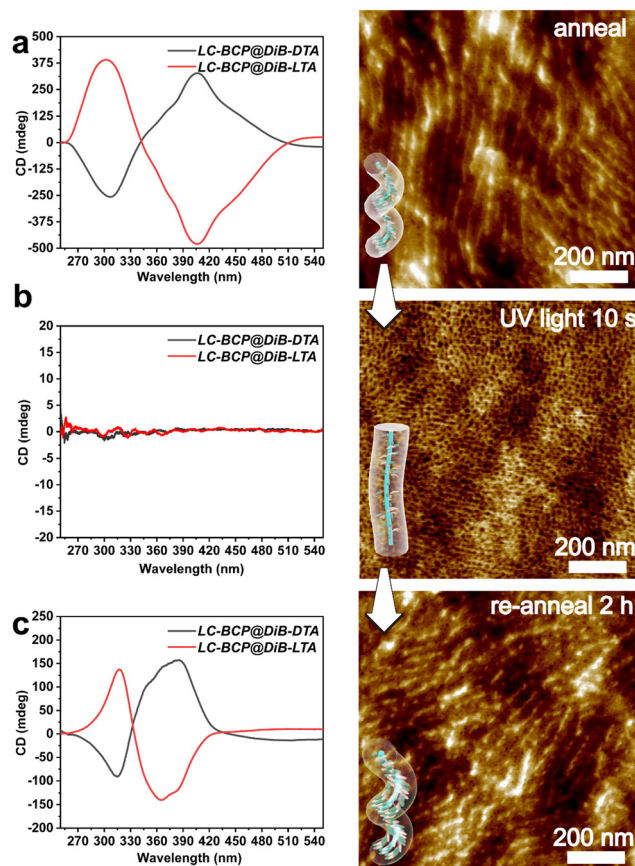 a
500
375
250
125
0
-125
-250
-375
-500
CD (mdeg)
LC-BCP@DiB-DTA
LC-BCP@DiB-LTA
270 300 330 360 390 420 450 480 510 540
Wavelength (nm)
anneal
200 nm
b
20
15
10
5
0
-5
-10
-15
-20
CD (mdeg)
LC-BCP@DiB-DTA
LC-BCP@DiB-LTA
270 300 330 360 390 420 450 480 510 540
Wavelength (nm)
UV light 10 s
200 nm
c
250
200
150
100
50
0
-50
-100
-150
-200
CD (mdeg)
LC-BCP@DiB-DTA
LC-BCP@DiB-LTA
270 300 330 360 390 420 450 480 510 540
Wavelength (nm)
re-anneal 2 h
200 nm